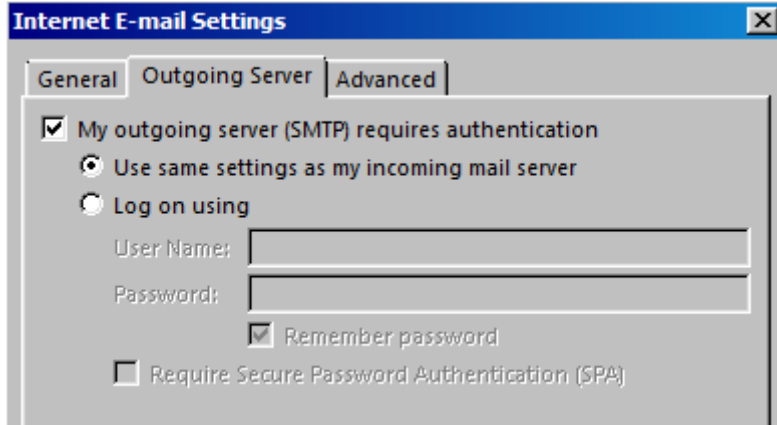 Internet E-mail Settings
General Outgoing Server Advanced
My outgoing server (SMTP) requires authentication
Use same settings as my incoming mail server
Log on using
User Name:
Password:
Remember password
Require Secure Password Authentication (SPA)